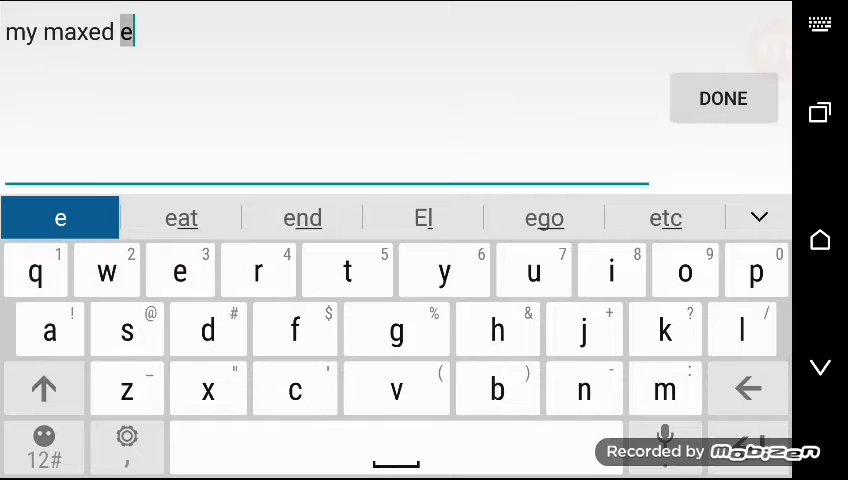 my maxed e
DONE
e eat end El ego etc
1 2 3 4 5 6 7 8 9 0
q w e r t y u i o p
! @ # $ % & + ? /
a s d f g h j k l
_ " ' ( ) - :
z x c v b n m
12# ,
Recorded by mobizen